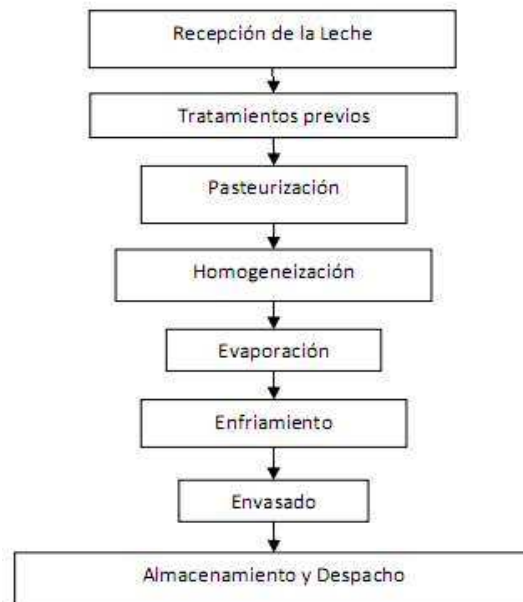 Recepción de la Leche
Tratamientos previos
Pasteurización
Homogeneización
Evaporación
Enfriamiento
Envasado
Almacenamiento y Despacho